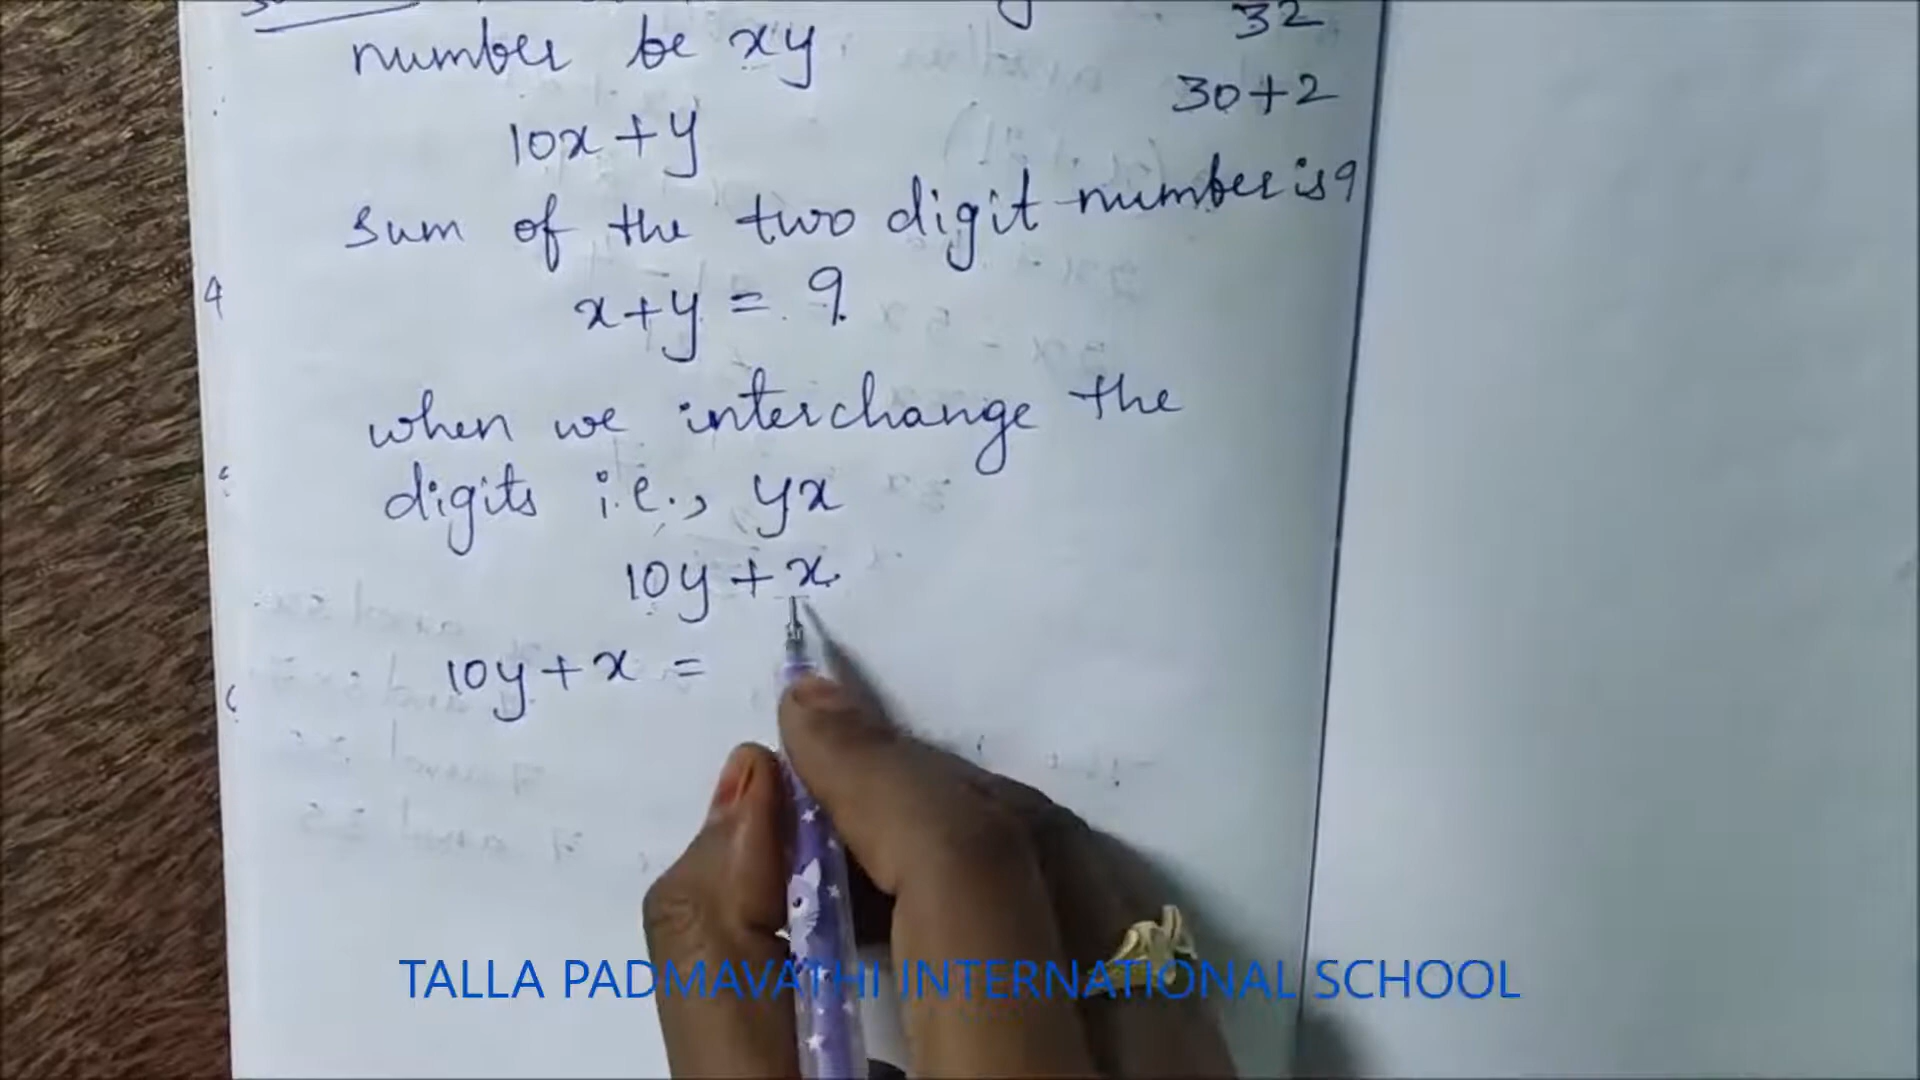 number be xy
32
30+2
10x+y
sum of the two digit number is 9
x+y = 9.
4
when we interchange the
digits i.e., yx
10y+x.
10y+x =
TALLA PADMAVATHI INTERNATIONAL SCHOOL